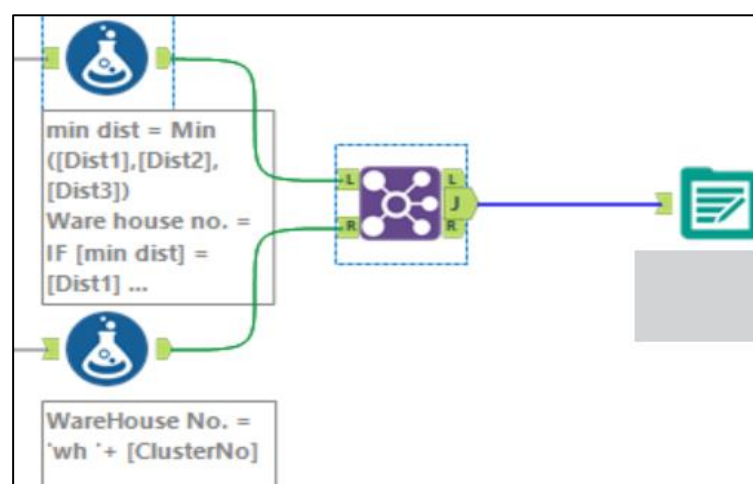 min dist = Min
([Dist1],[Dist2],
[Dist3])
Ware house no. =
IF [min dist] =
[Dist1] ...
L
L
J
R
R
WareHouse No. =
'wh '+ [ClusterNo]